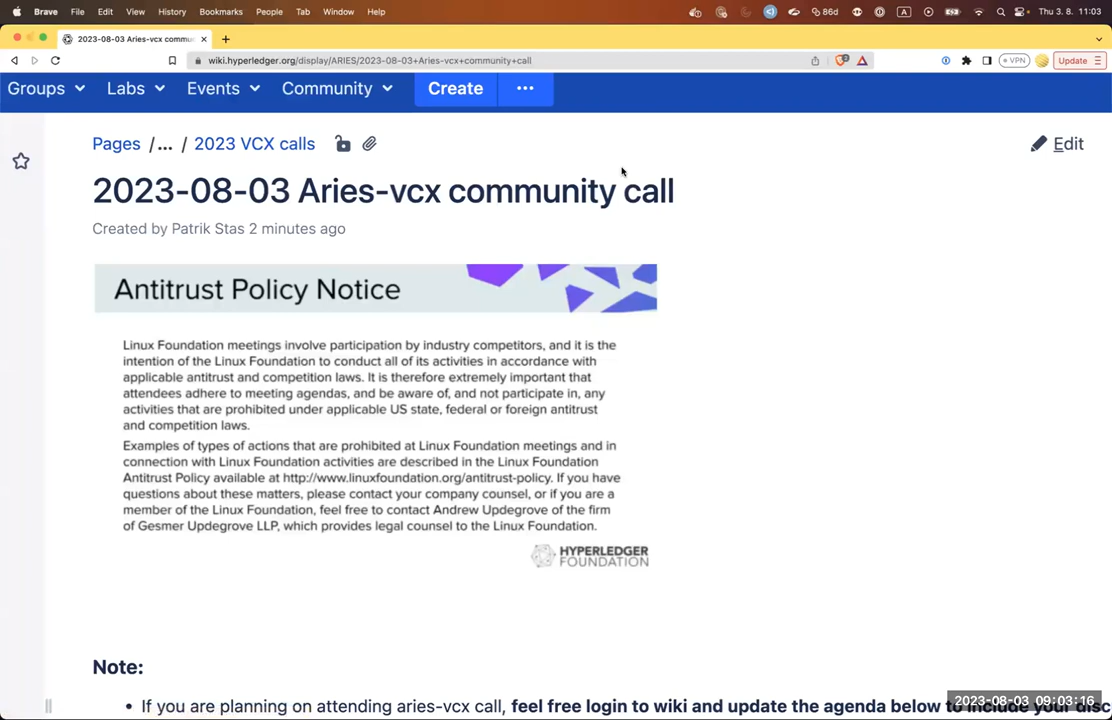 Brave File Edit View History Bookmarks People Tab Window Help 86d A Thu 3. 8. 11:03
2023-08-03 Aries-vcx commu
wiki.hyperledger.org/display/ARIES/2023-08-03+Aries-vcx+community+call 2 VPN Update
Groups Labs Events Community Create ...
Pages /... / 2023 VCX calls
Edit
2023-08-03 Aries-vcx community call
Created by Patrik Stas 2 minutes ago
Antitrust Policy Notice
Linux Foundation meetings involve participation by industry competitors, and it is the
intention of the Linux Foundation to conduct all of its activities in accordance with
applicable antitrust and competition laws. It is therefore extremely important that
attendees adhere to meeting agendas, and be aware of, and not participate in, any
activities that are prohibited under applicable US state, federal or foreign antitrust
and competition laws.
Examples of types of actions that are prohibited at Linux Foundation meetings and in
connection with Linux Foundation activities are described in the Linux Foundation
Antitrust Policy available at http://www.linuxfoundation.org/antitrust-policy. If you have
questions about these matters, please contact your company counsel, or if you are a
member of the Linux Foundation, feel free to contact Andrew Updegrove of the firm
of Gesmer Updegrove LLP, which provides legal counsel to the Linux Foundation.
HYPERLEDGER
FOUNDATION
Note:
• If you are planning on attending aries-vcx call, feel free login to wiki and update the agenda below to include your disc
2023-08-03 09:03:16